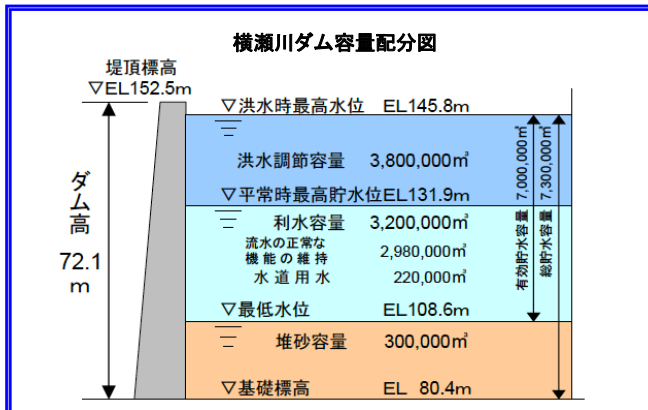 横瀬川ダム容量配分図
堤頂標高
▽EL152.5m
▽洪水時最高水位 EL145.8m
洪水調節容量 3,800,000㎥
▽平常時最高貯水位EL131.9m
利水容量 3,200,000㎥
流水の正常な
機能の維持 2,980,000㎥
水道用水 220,000㎥
▽最低水位 EL108.6m
堆砂容量 300,000㎥
▽基礎標高 EL 80.4m
ダム高
72.1
m
有効貯水容量 7,000,000㎥
総貯水容量 7,300,000㎥